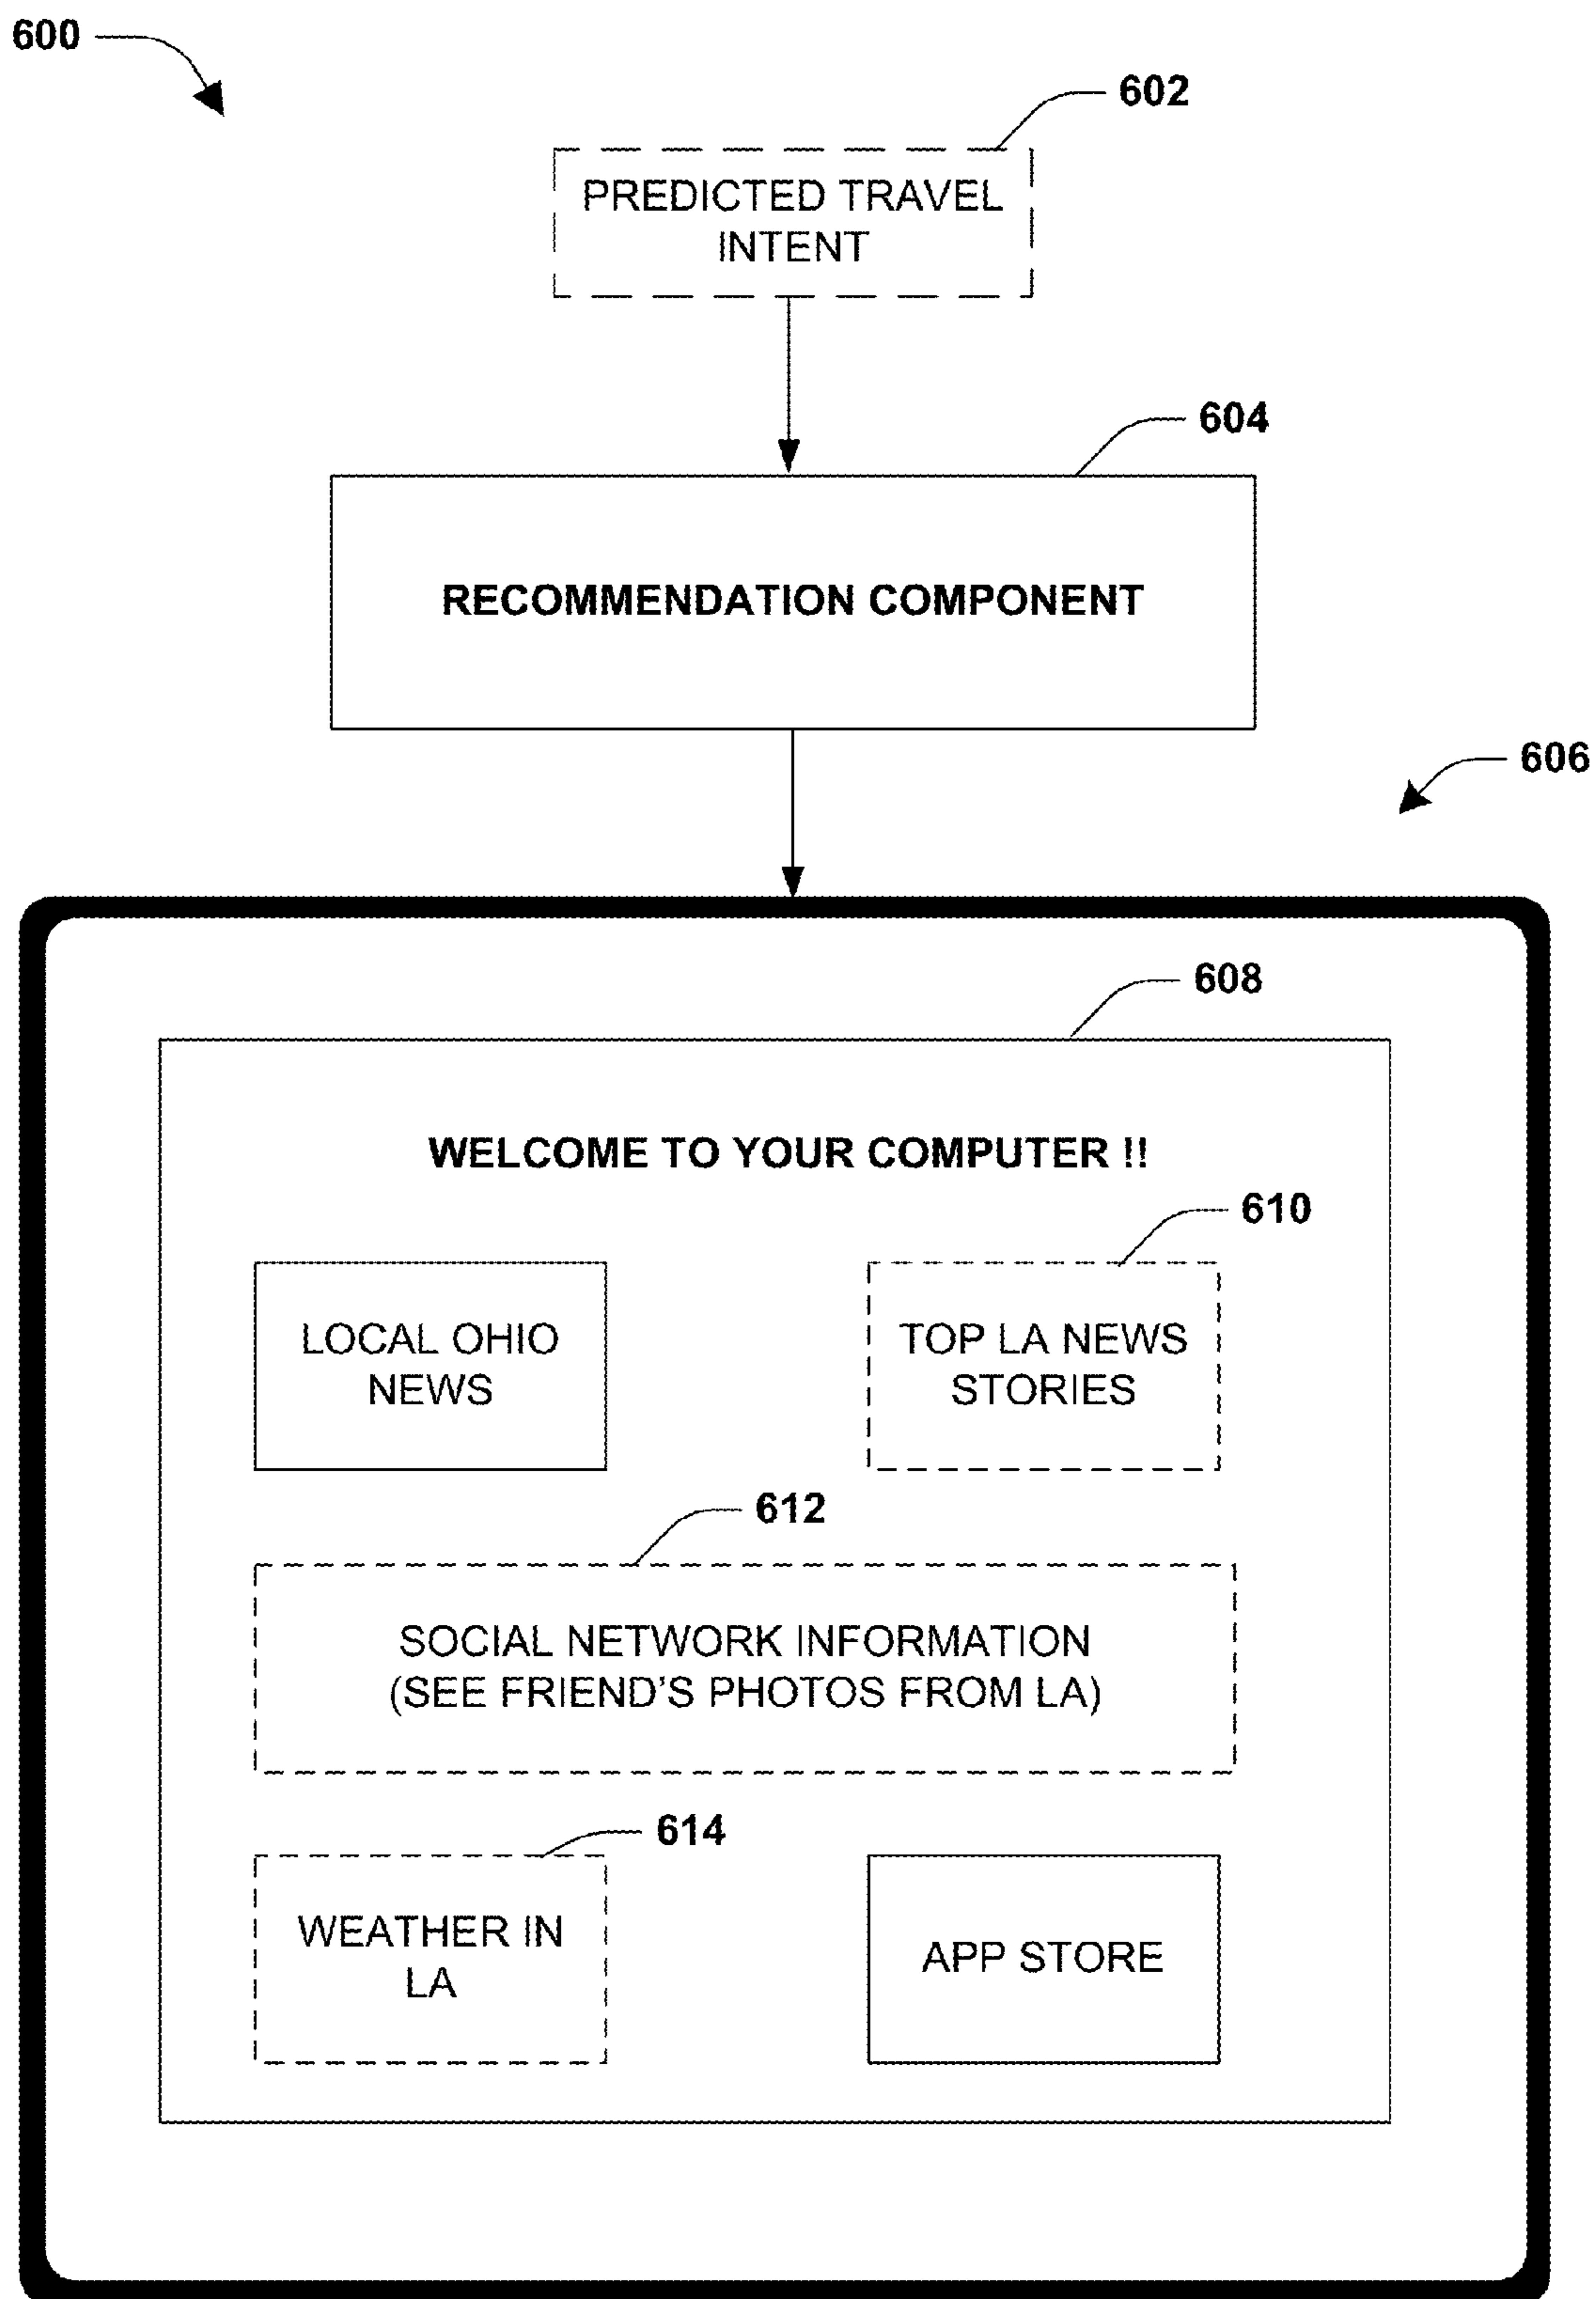 600
602
PREDICTED TRAVEL
INTENT
604
RECOMMENDATION COMPONENT
606
608
WELCOME TO YOUR COMPUTER !!
610
LOCAL OHIO
NEWS
TOP LA NEWS
STORIES
612
SOCIAL NETWORK INFORMATION
(SEE FRIEND'S PHOTOS FROM LA)
614
WEATHER IN
LA
APP STORE